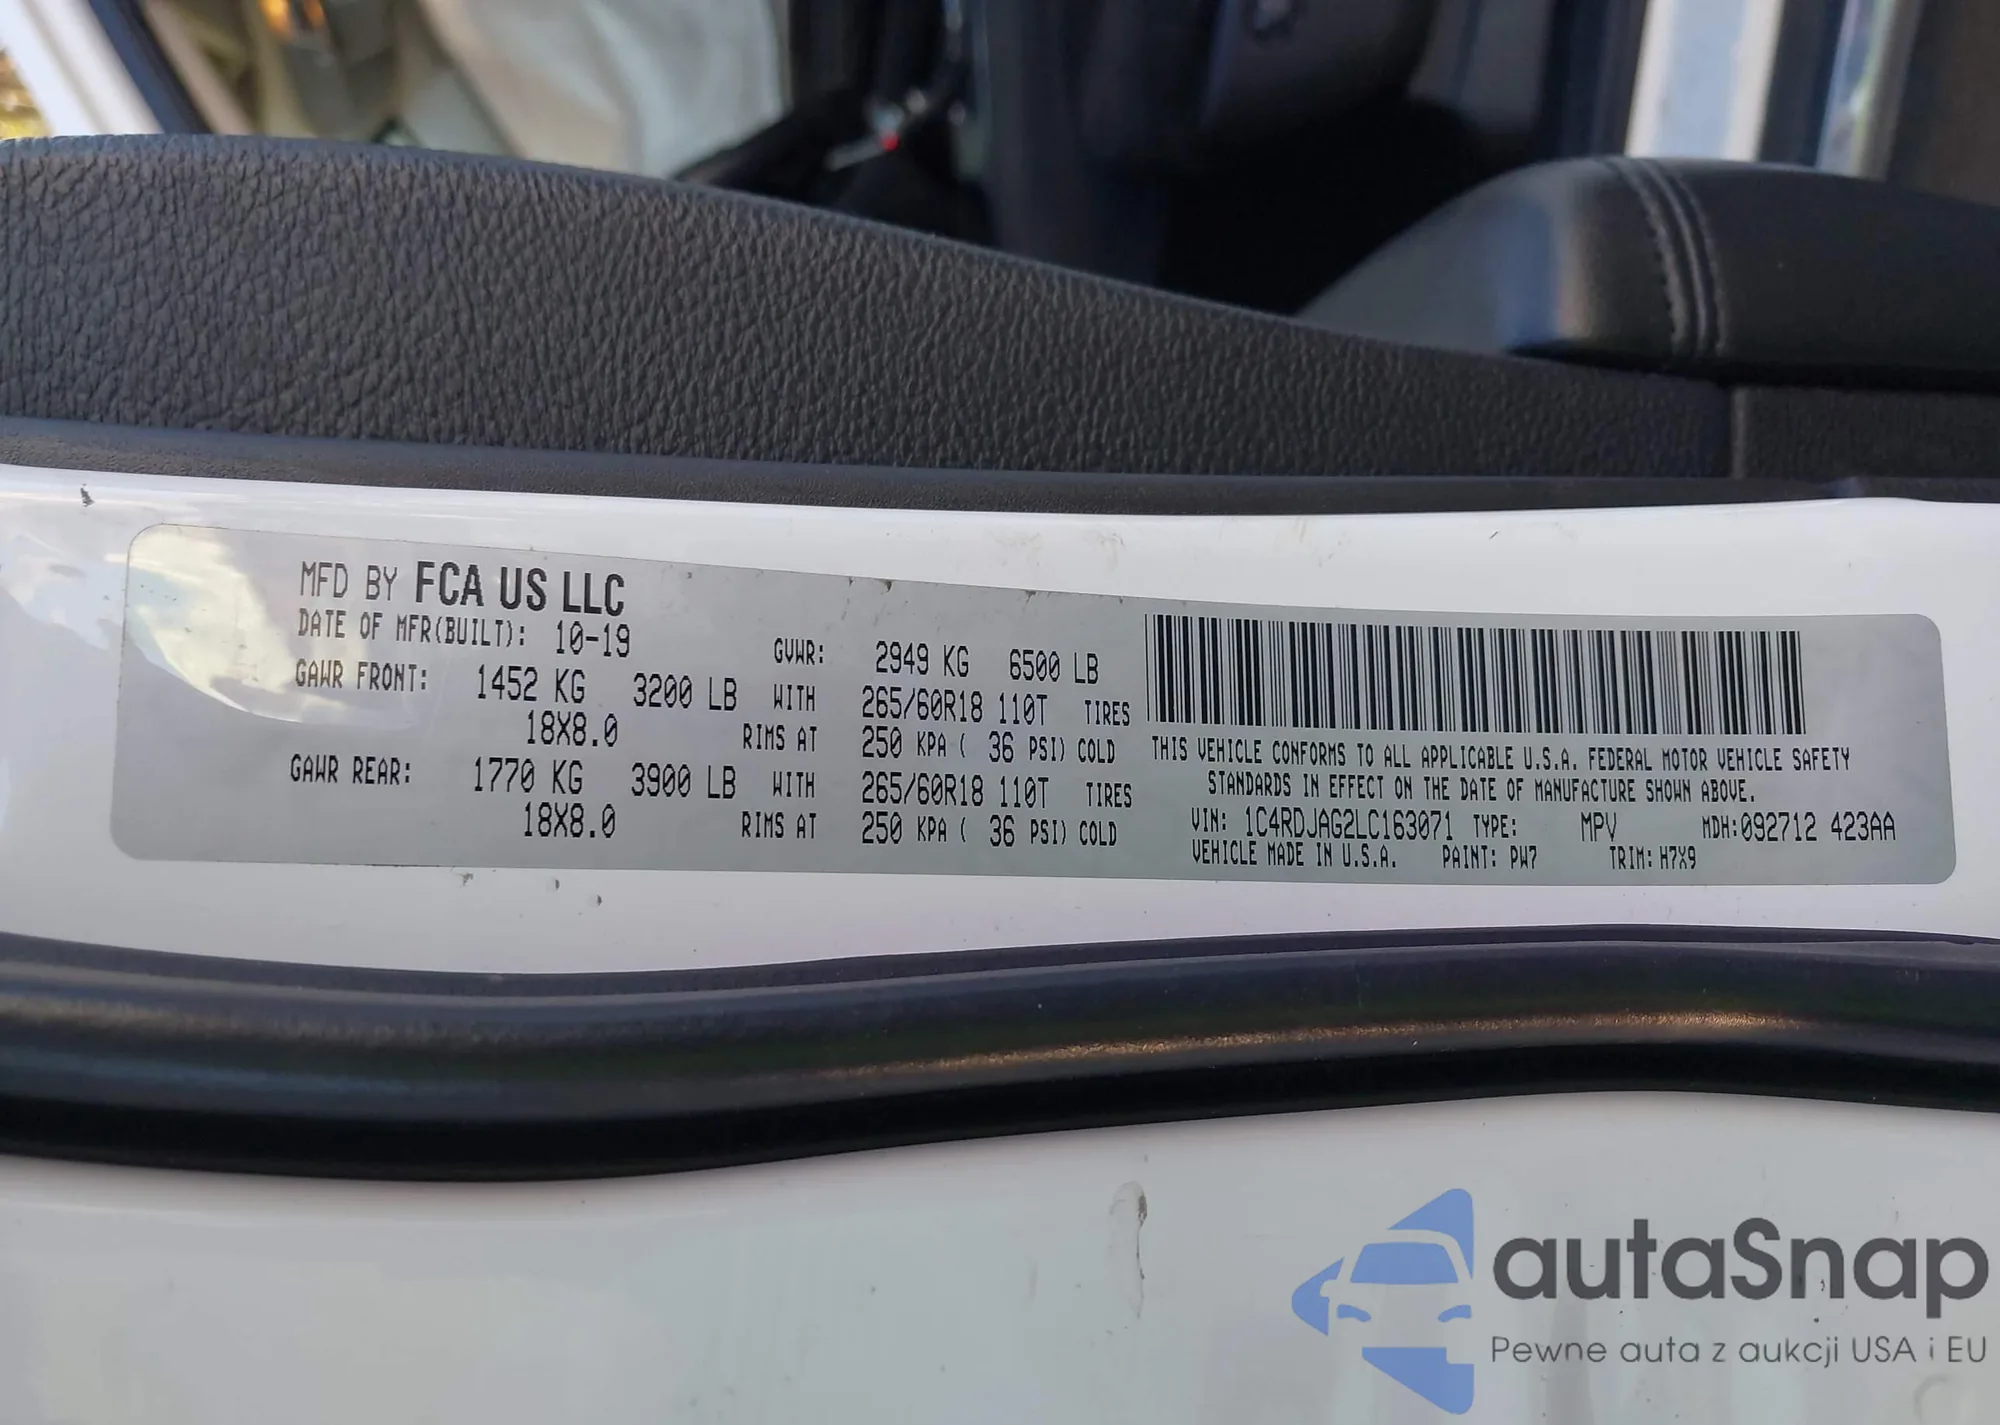 MFD BY FCA US LLC
DATE OF MFR(BUILT): 10-19 GVWR: 2949 KG 6500 LB
GAWR FRONT: 1452 KG 3200 LB WITH 265/60R18 110T TIRES
18X8.0 RIMS AT 250 KPA ( 36 PSI) COLD
GAWR REAR: 1770 KG 3900 LB WITH 265/60R18 110T TIRES
18X8.0 RIMS AT 250 KPA ( 36 PSI) COLD
THIS VEHICLE CONFORMS TO ALL APPLICABLE U.S.A. FEDERAL MOTOR VEHICLE SAFETY
STANDARDS IN EFFECT ON THE DATE OF MANUFACTURE SHOWN ABOVE.
VIN: 1C4RDJAG2LC163071 TYPE: MPV MDH:092712 423AA
VEHICLE MADE IN U.S.A. PAINT: PW7 TRIM: H7X9
autaSnap
Pewne auta z aukcji USA i EU